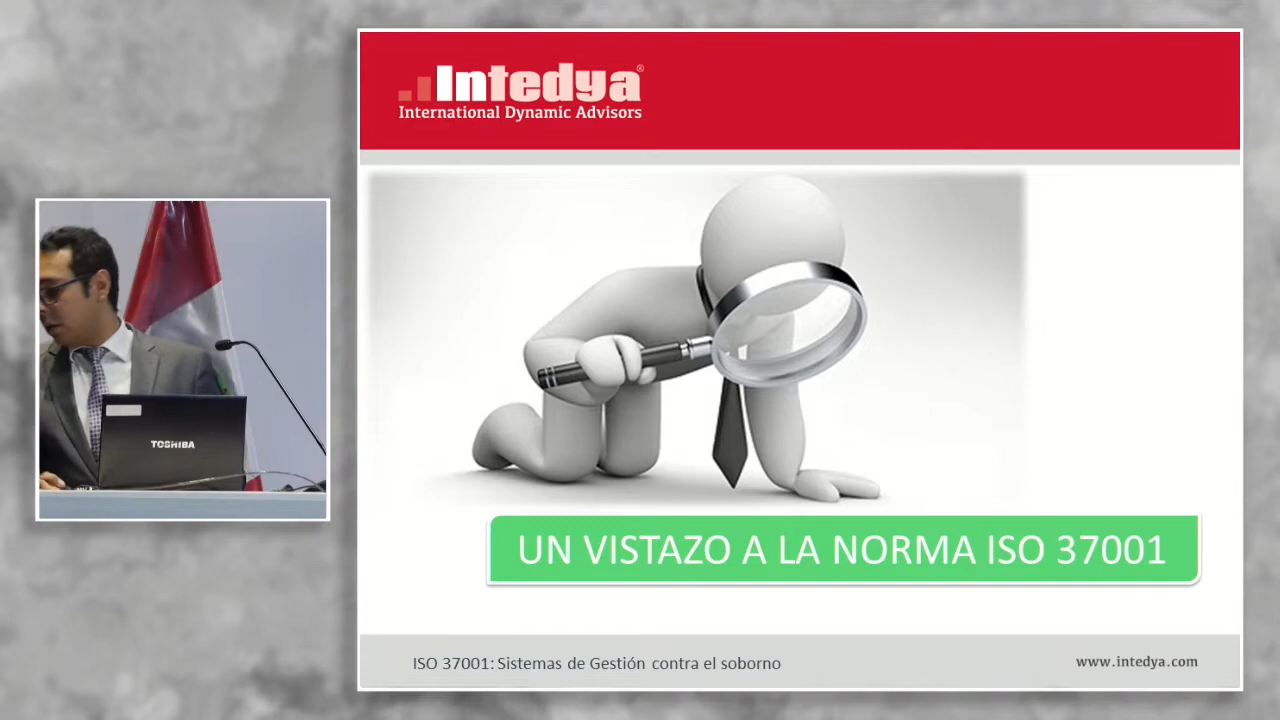 Intedya®
International Dynamic Advisors
TOSHIBA
UN VISTAZO A LA NORMA ISO 37001
ISO 37001: Sistemas de Gestión contra el soborno
www.intedya.com